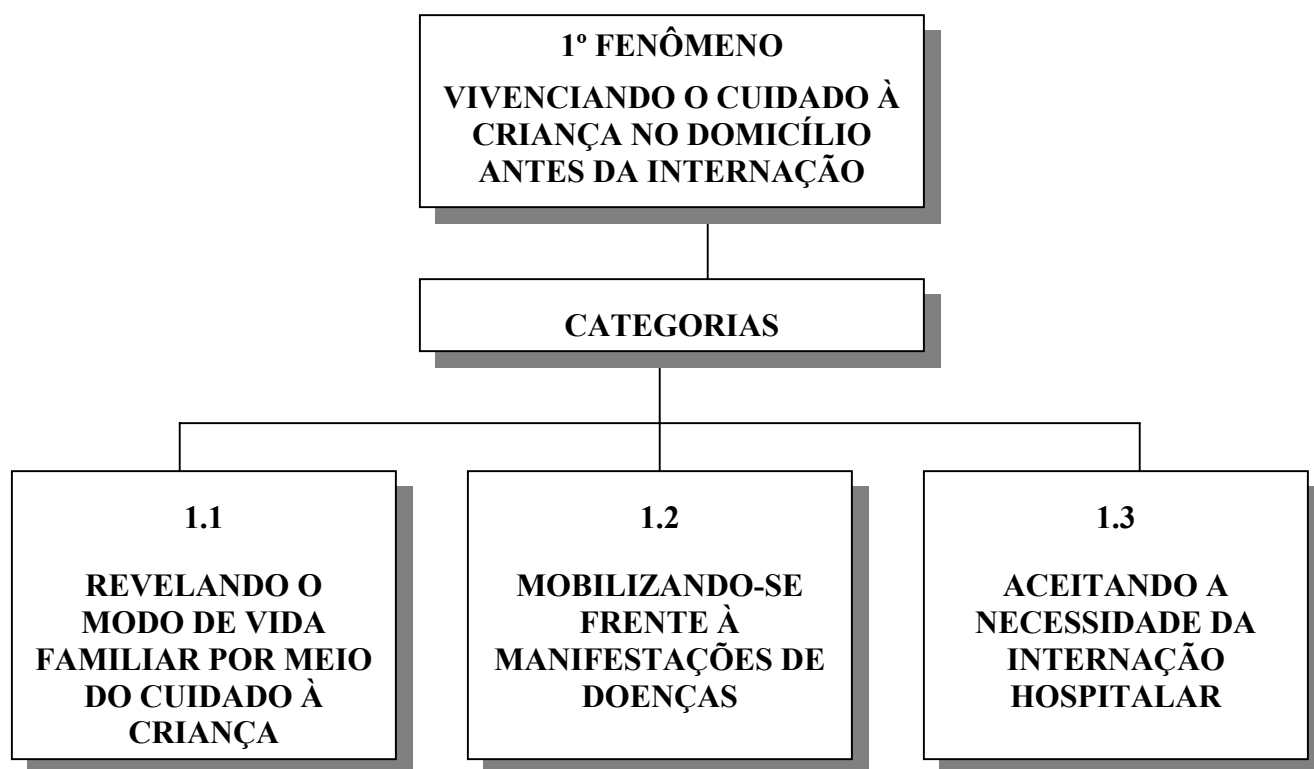 1º FENÔMENO
VIVENCIANDO O CUIDADO À
CRIANÇA NO DOMICÍLIO
ANTES DA INTERNAÇÃO
CATEGORIAS
1.1
REVELANDO O
MODO DE VIDA
FAMILIAR POR MEIO
DO CUIDADO À
CRIANÇA
1.2
MOBILIZANDO-SE
FRENTE À
MANIFESTAÇÕES DE
DOENÇAS
1.3
ACEITANDO A
NECESSIDADE DA
INTERNAÇÃO
HOSPITALAR